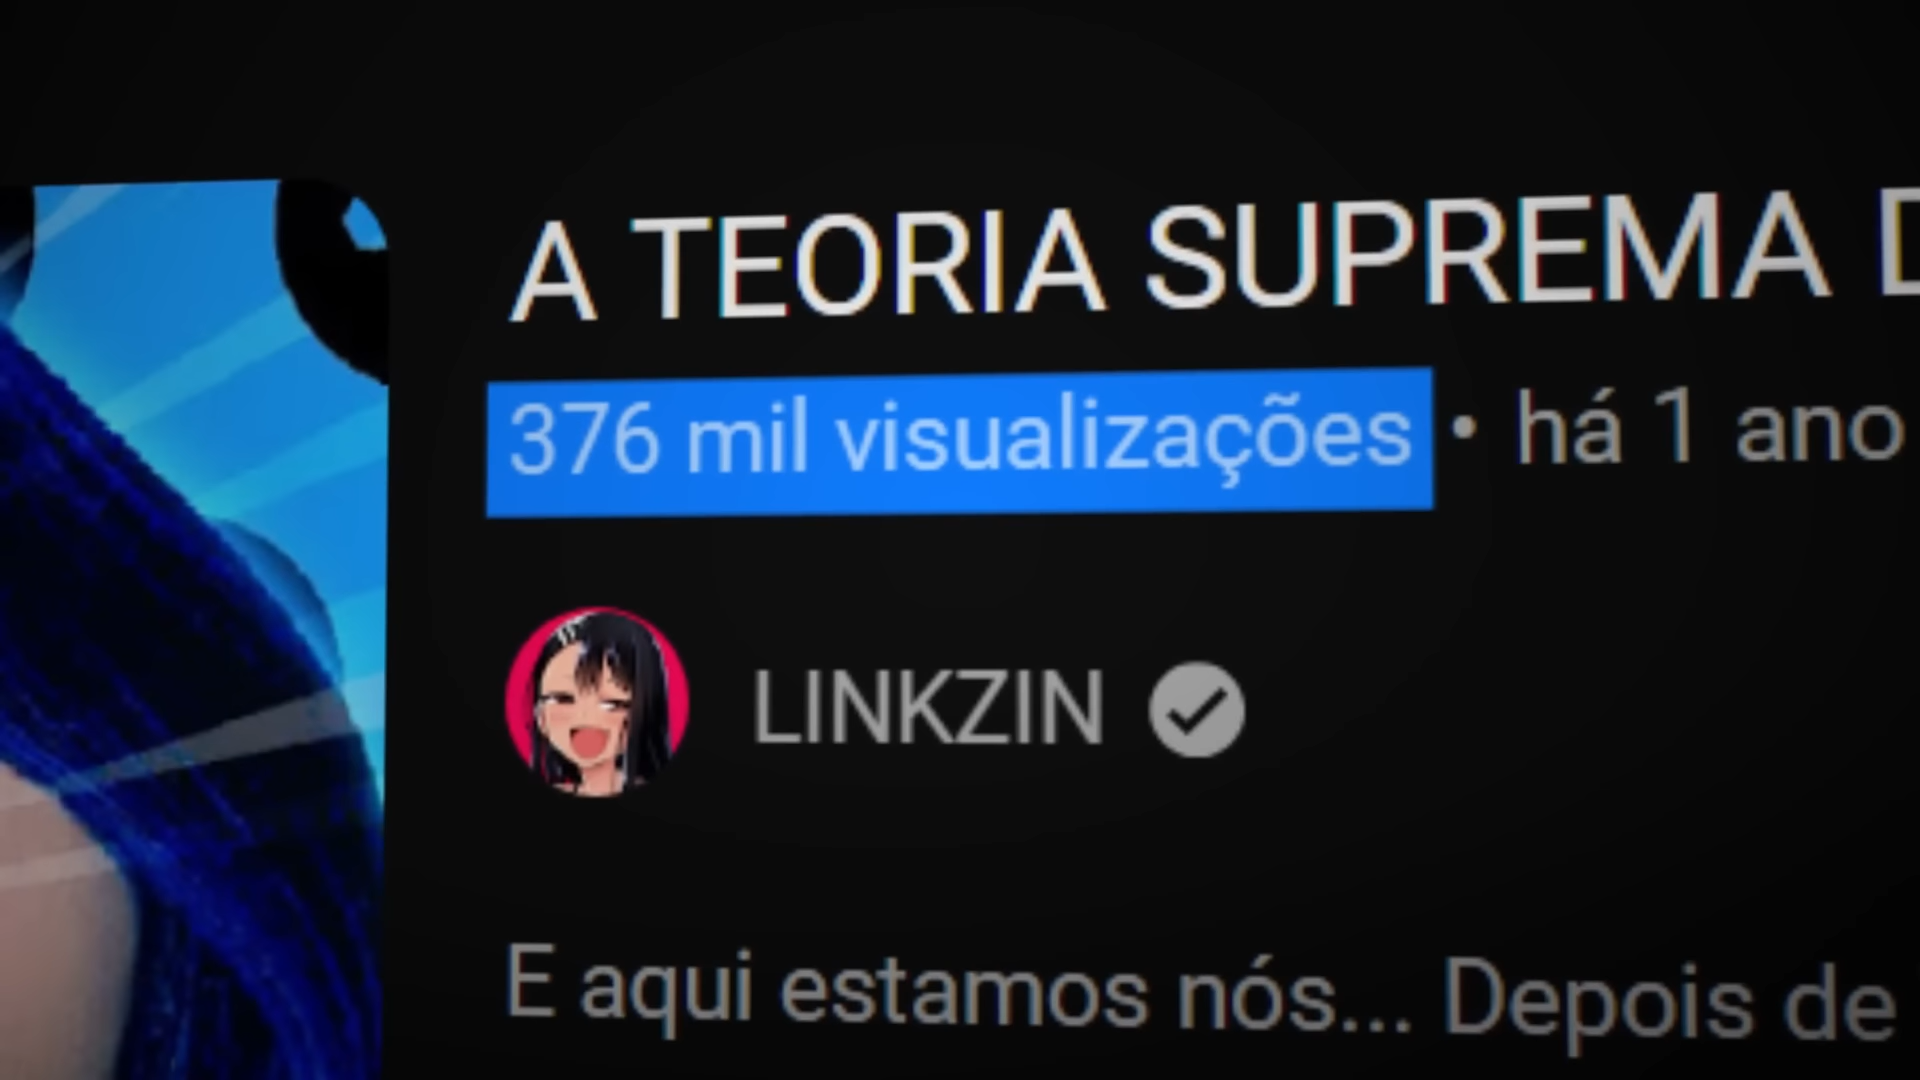 A TEORIA SUPREMA
376 mil visualizações • há 1 ano
LINKZIN
E aqui estamos nós... Depois de